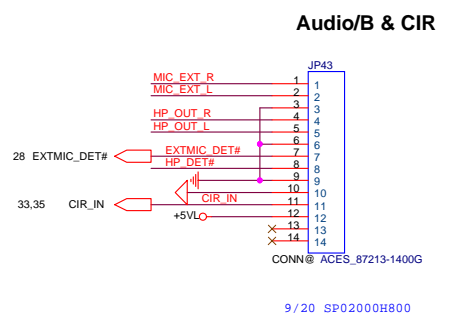 Audio/B & CIR
JP43
MIC_EXT_R 1 1
MIC_EXT_L 2 2
3 3
HP_OUT_R 4 4
HP_OUT_L 5 5
6 6
28 EXTMIC_DET# EXTMIC_DET# 7 7
HP_DET# 8 8
9 9
10 10
33,35 CIR_IN CIR_IN 11 11
+5VL 12 12
13 13
14 14
CONN@ ACES_87213-1400G
9/20 SP02000H800